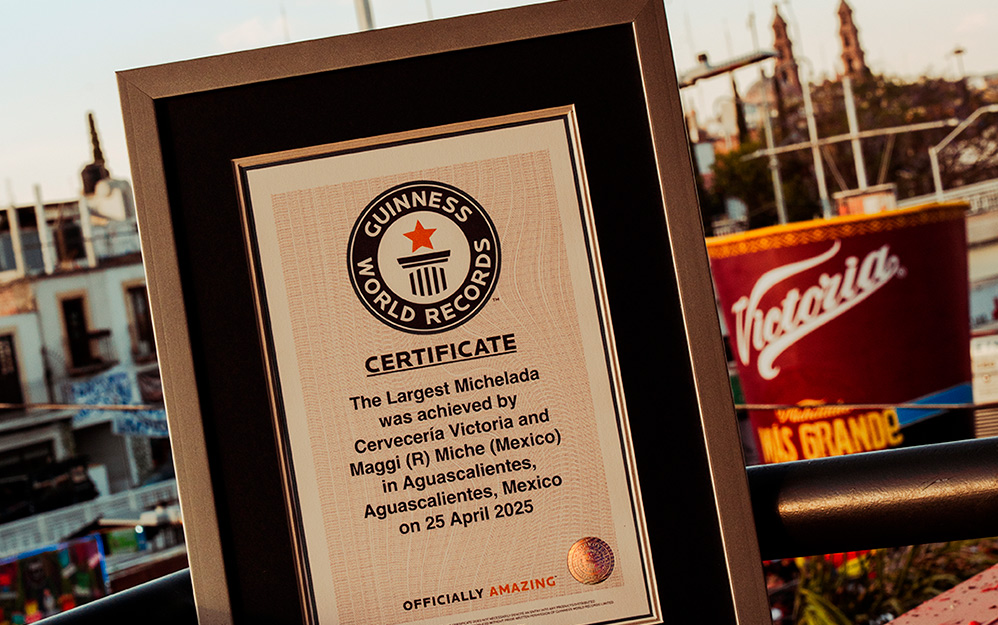 GUINNESS
WORLD RECORDS
™
CERTIFICATE
The Largest Michelada
was achieved by
Cervecería Victoria and
Maggi (R) Miche (Mexico)
in Aguascalientes,
Aguascalientes, Mexico
on 25 April 2025
OFFICIALLY AMAZING
Victoria
MÁS GRANDE